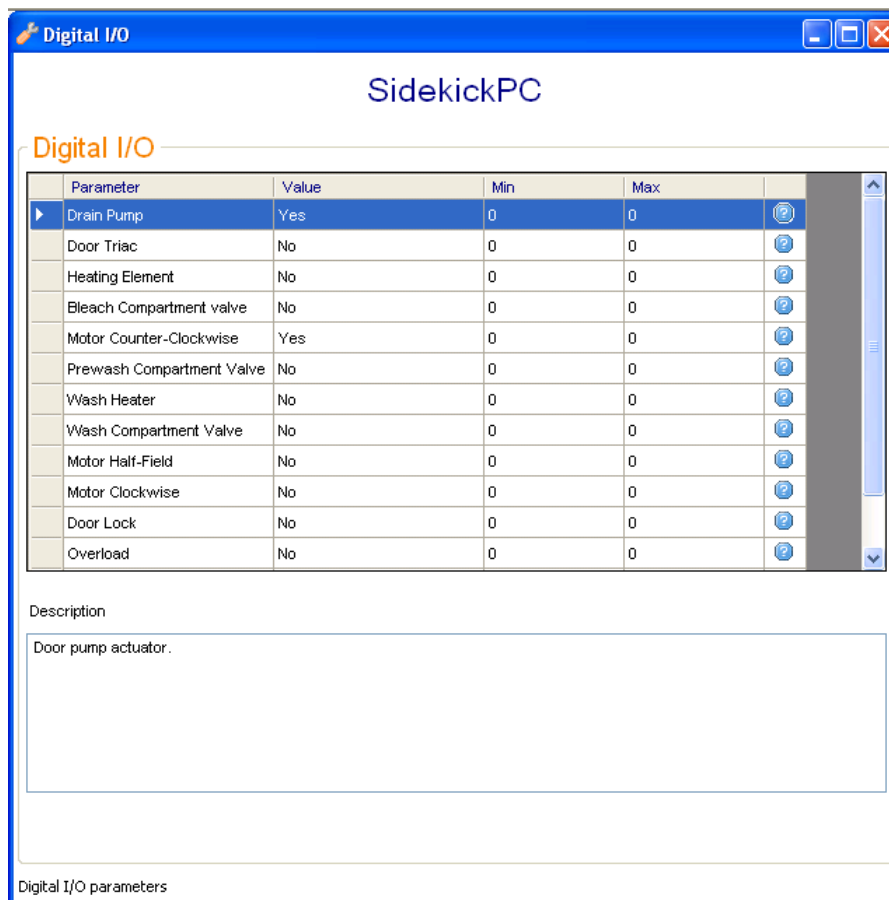 Digital I/O
SidekickPC
Digital I/O
Parameter Value Min Max
Drain Pump Yes 0 0 ?
Door Triac No 0 0 ?
Heating Element No 0 0 ?
Bleach Compartment valve No 0 0 ?
Motor Counter-Clockwise Yes 0 0 ?
Prewash Compartment Valve No 0 0 ?
Wash Heater No 0 0 ?
Wash Compartment Valve No 0 0 ?
Motor Half-Field No 0 0 ?
Motor Clockwise No 0 0 ?
Door Lock No 0 0 ?
Overload No 0 0 ?
Description
Door pump actuator.
Digital I/O parameters